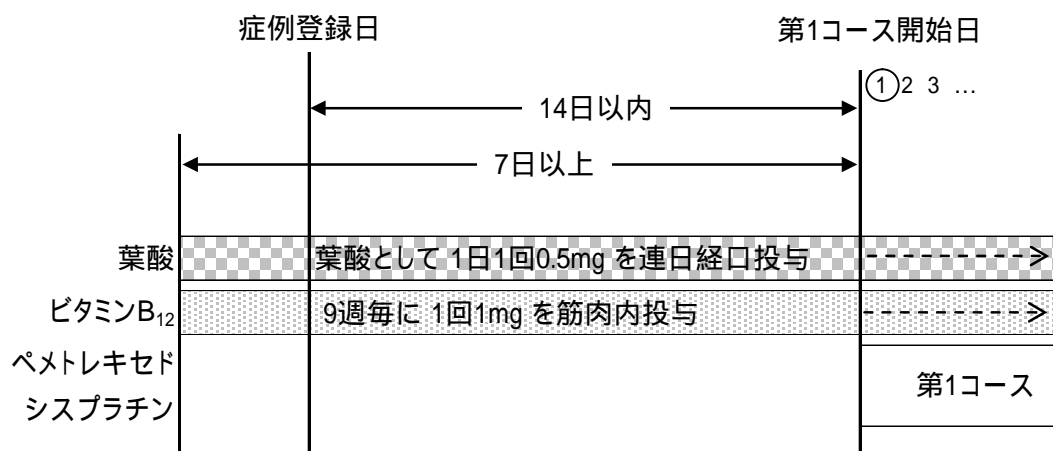 症例登録日
第1コース開始日
① 2 3 …
14日以内
7日以上
葉酸
葉酸として 1日1回0.5mg を連日経口投与
ビタミンB₁₂
9週毎に 1回1mg を筋肉内投与
ペメトレキセド
シスプラチン
第1コース